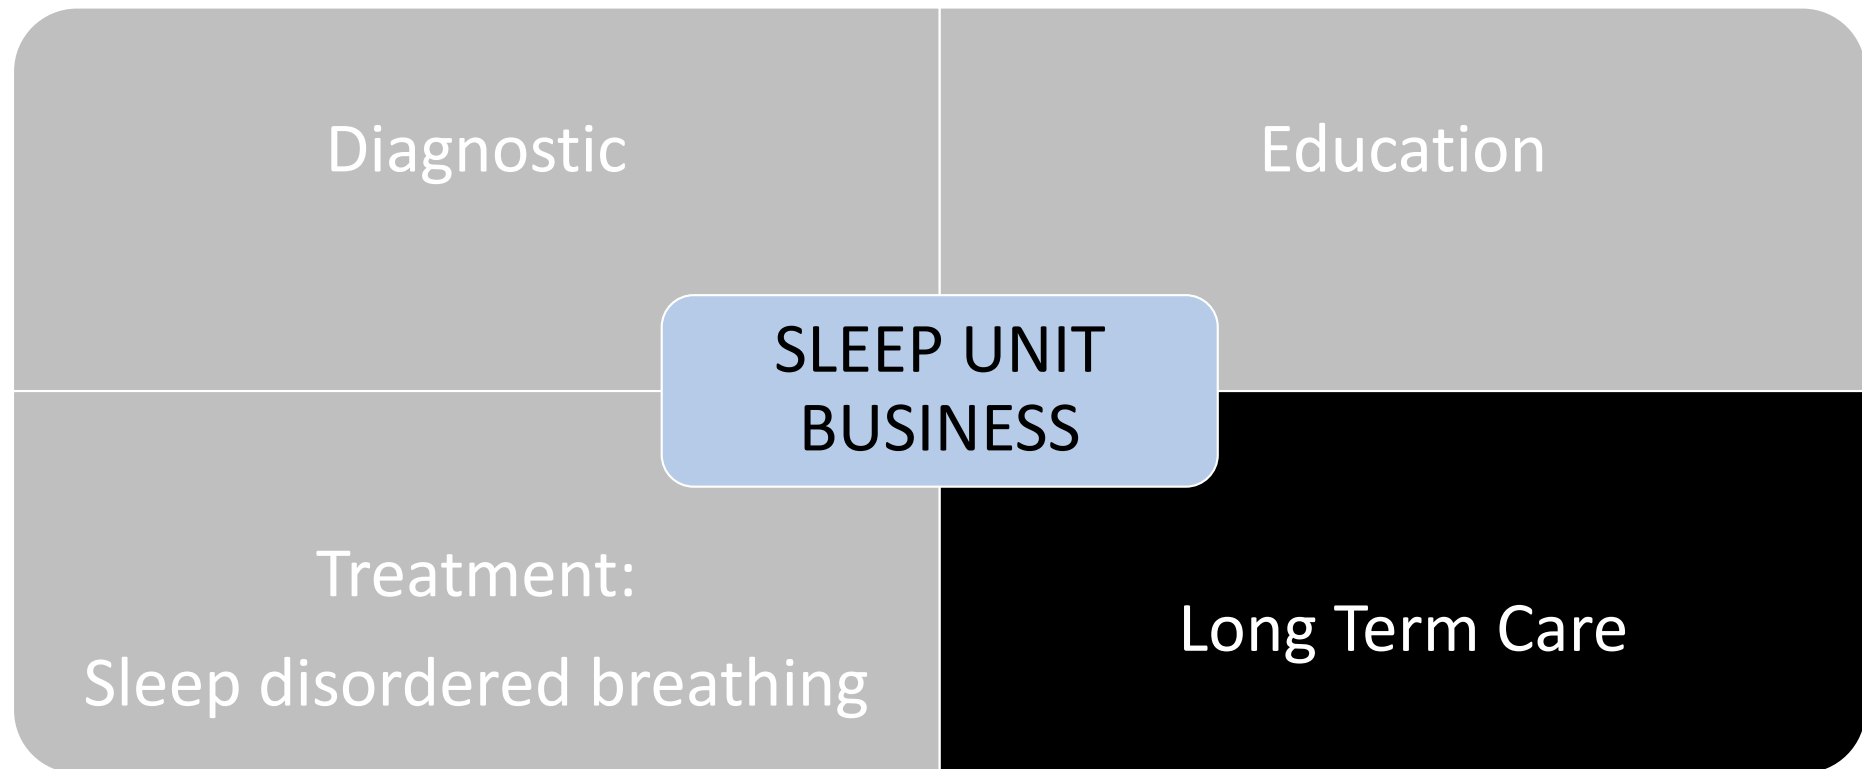 Diagnostic
Education
SLEEP UNIT
BUSINESS
Treatment:
Sleep disordered breathing
Long Term Care